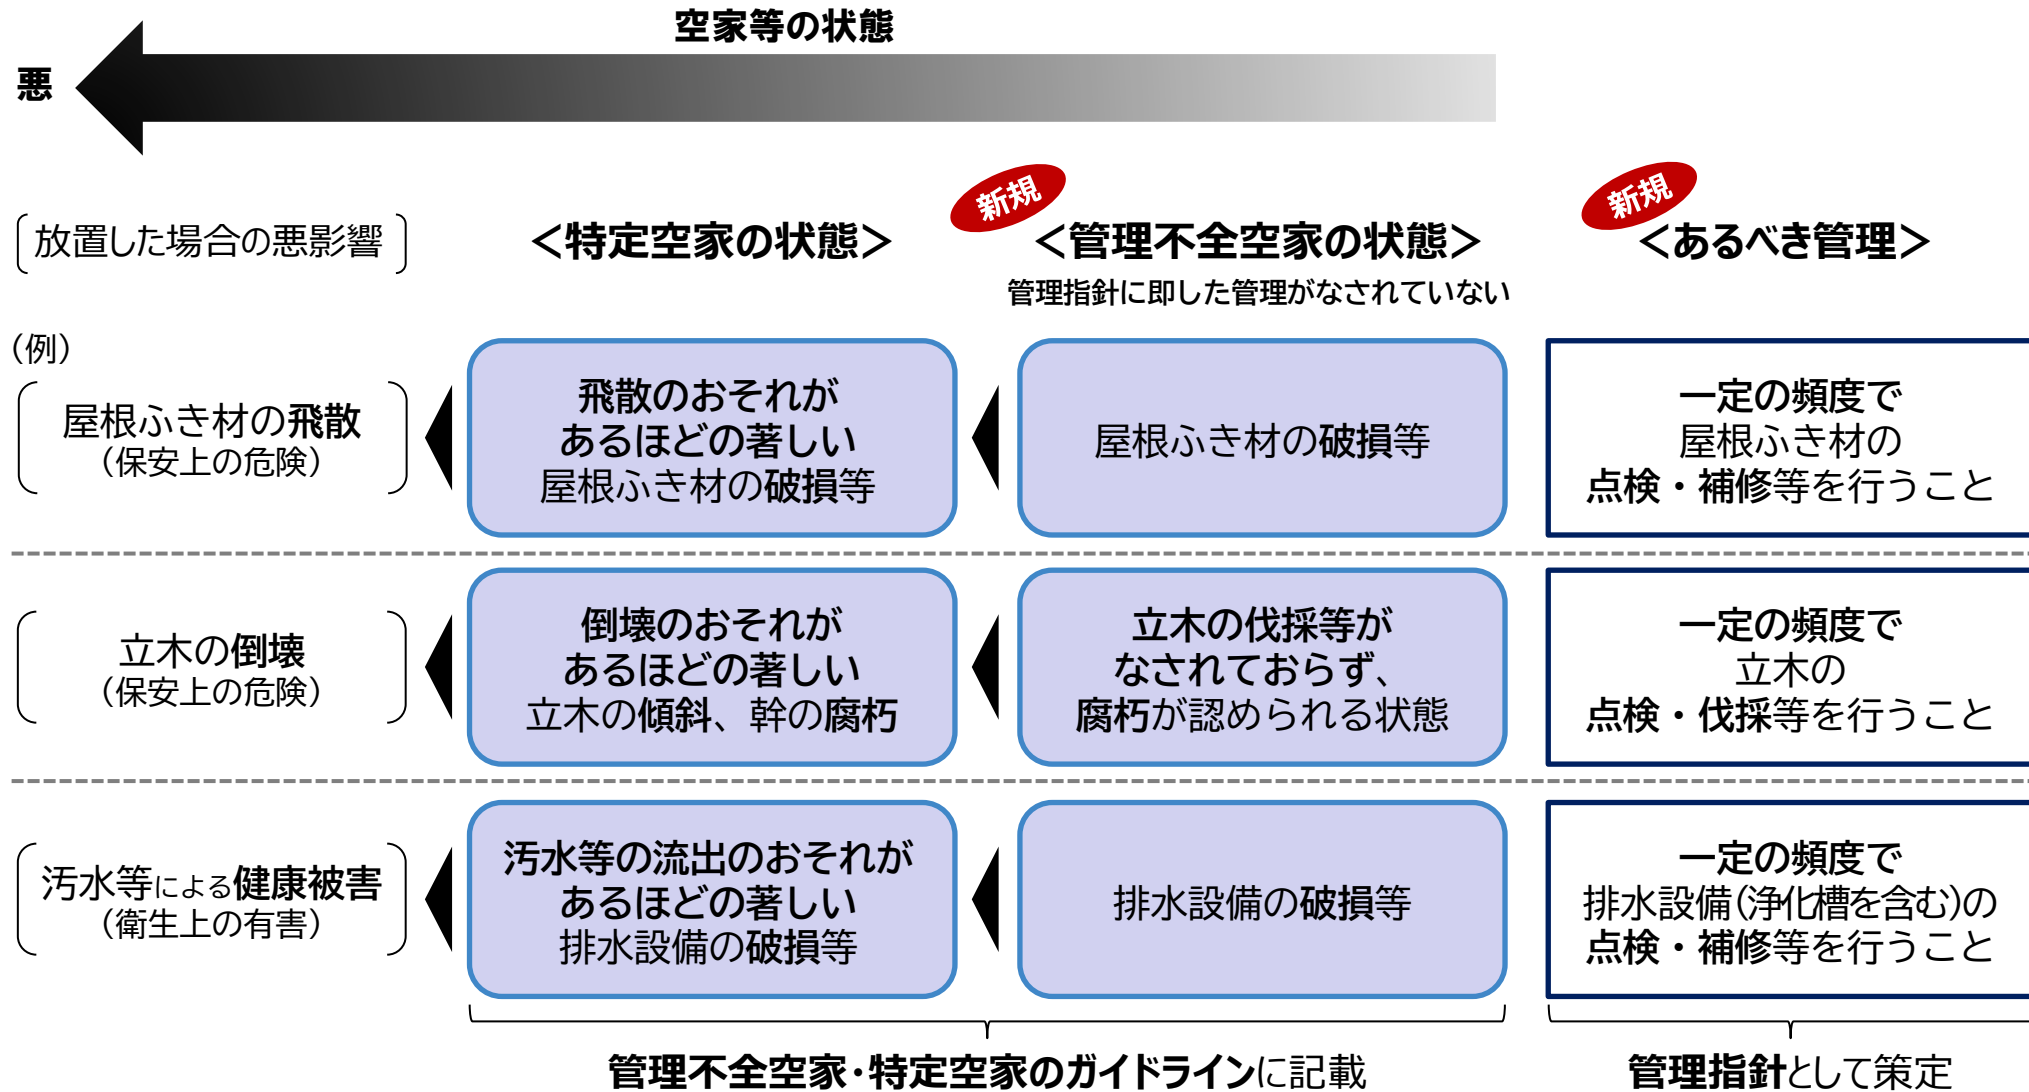 空家等の状態
悪
放置した場合の悪影響
＜特定空家の状態＞
新規
＜管理不全空家の状態＞
管理指針に即した管理がなされていない
新規
＜あるべき管理＞
（例）
屋根ふき材の飛散
（保安上の危険）
飛散のおそれが
あるほどの著しい
屋根ふき材の破損等
屋根ふき材の破損等
一定の頻度で
屋根ふき材の
点検・補修等を行うこと
立木の倒壊
（保安上の危険）
倒壊のおそれが
あるほどの著しい
立木の傾斜、幹の腐朽
立木の伐採等が
なされておらず、
腐朽が認められる状態
一定の頻度で
立木の
点検・伐採等を行うこと
汚水等による健康被害
（衛生上の有害）
汚水等の流出のおそれが
あるほどの著しい
排水設備の破損等
排水設備の破損等
一定の頻度で
排水設備（浄化槽を含む）の
点検・補修等を行うこと
管理不全空家・特定空家のガイドラインに記載
管理指針として策定